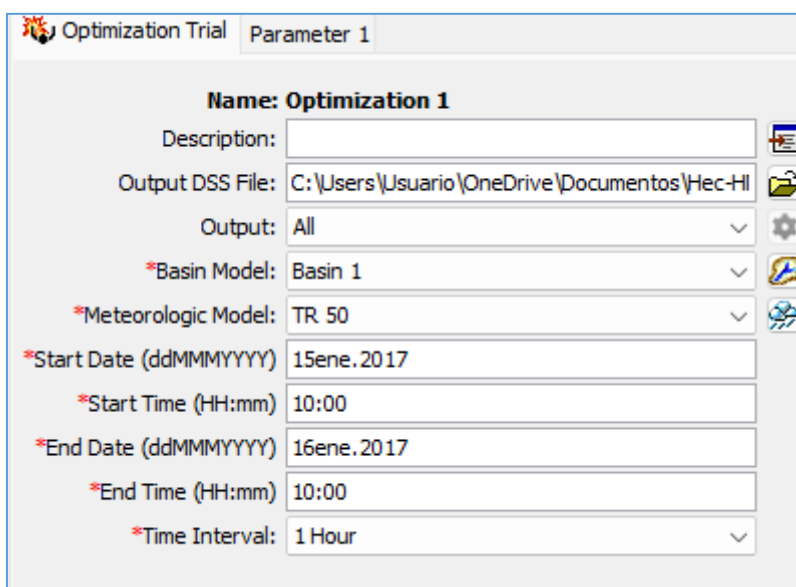 Optimization Trial Parameter 1
Name: Optimization 1
Description:
Output DSS File: C:\Users\Usuario\OneDrive\Documentos\Hec-HI
Output: All
*Basin Model: Basin 1
*Meteorologic Model: TR 50
*Start Date (ddMMMYYYY) 15ene.2017
*Start Time (HH:mm) 10:00
*End Date (ddMMMYYYY) 16ene.2017
*End Time (HH:mm) 10:00
*Time Interval: 1 Hour